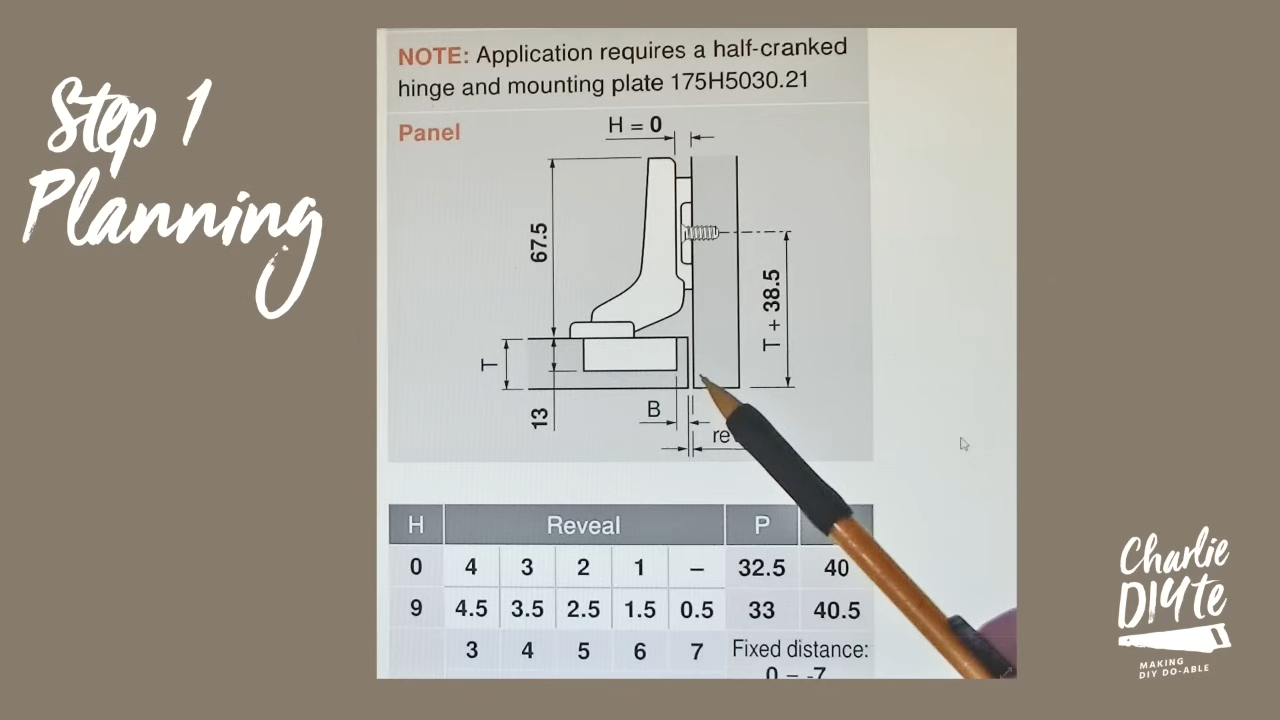 Step 1
Planning
NOTE: Application requires a half-cranked
hinge and mounting plate 175H5030.21
Panel
H = 0
67.5
T + 38.5
T
13
B
H Reveal P
0 4 3 2 1 – 32.5 40
9 4.5 3.5 2.5 1.5 0.5 33 40.5
3 4 5 6 7 Fixed distance:
0 = -7
Charlie
DIYte
MAKING
DIY DO-ABLE